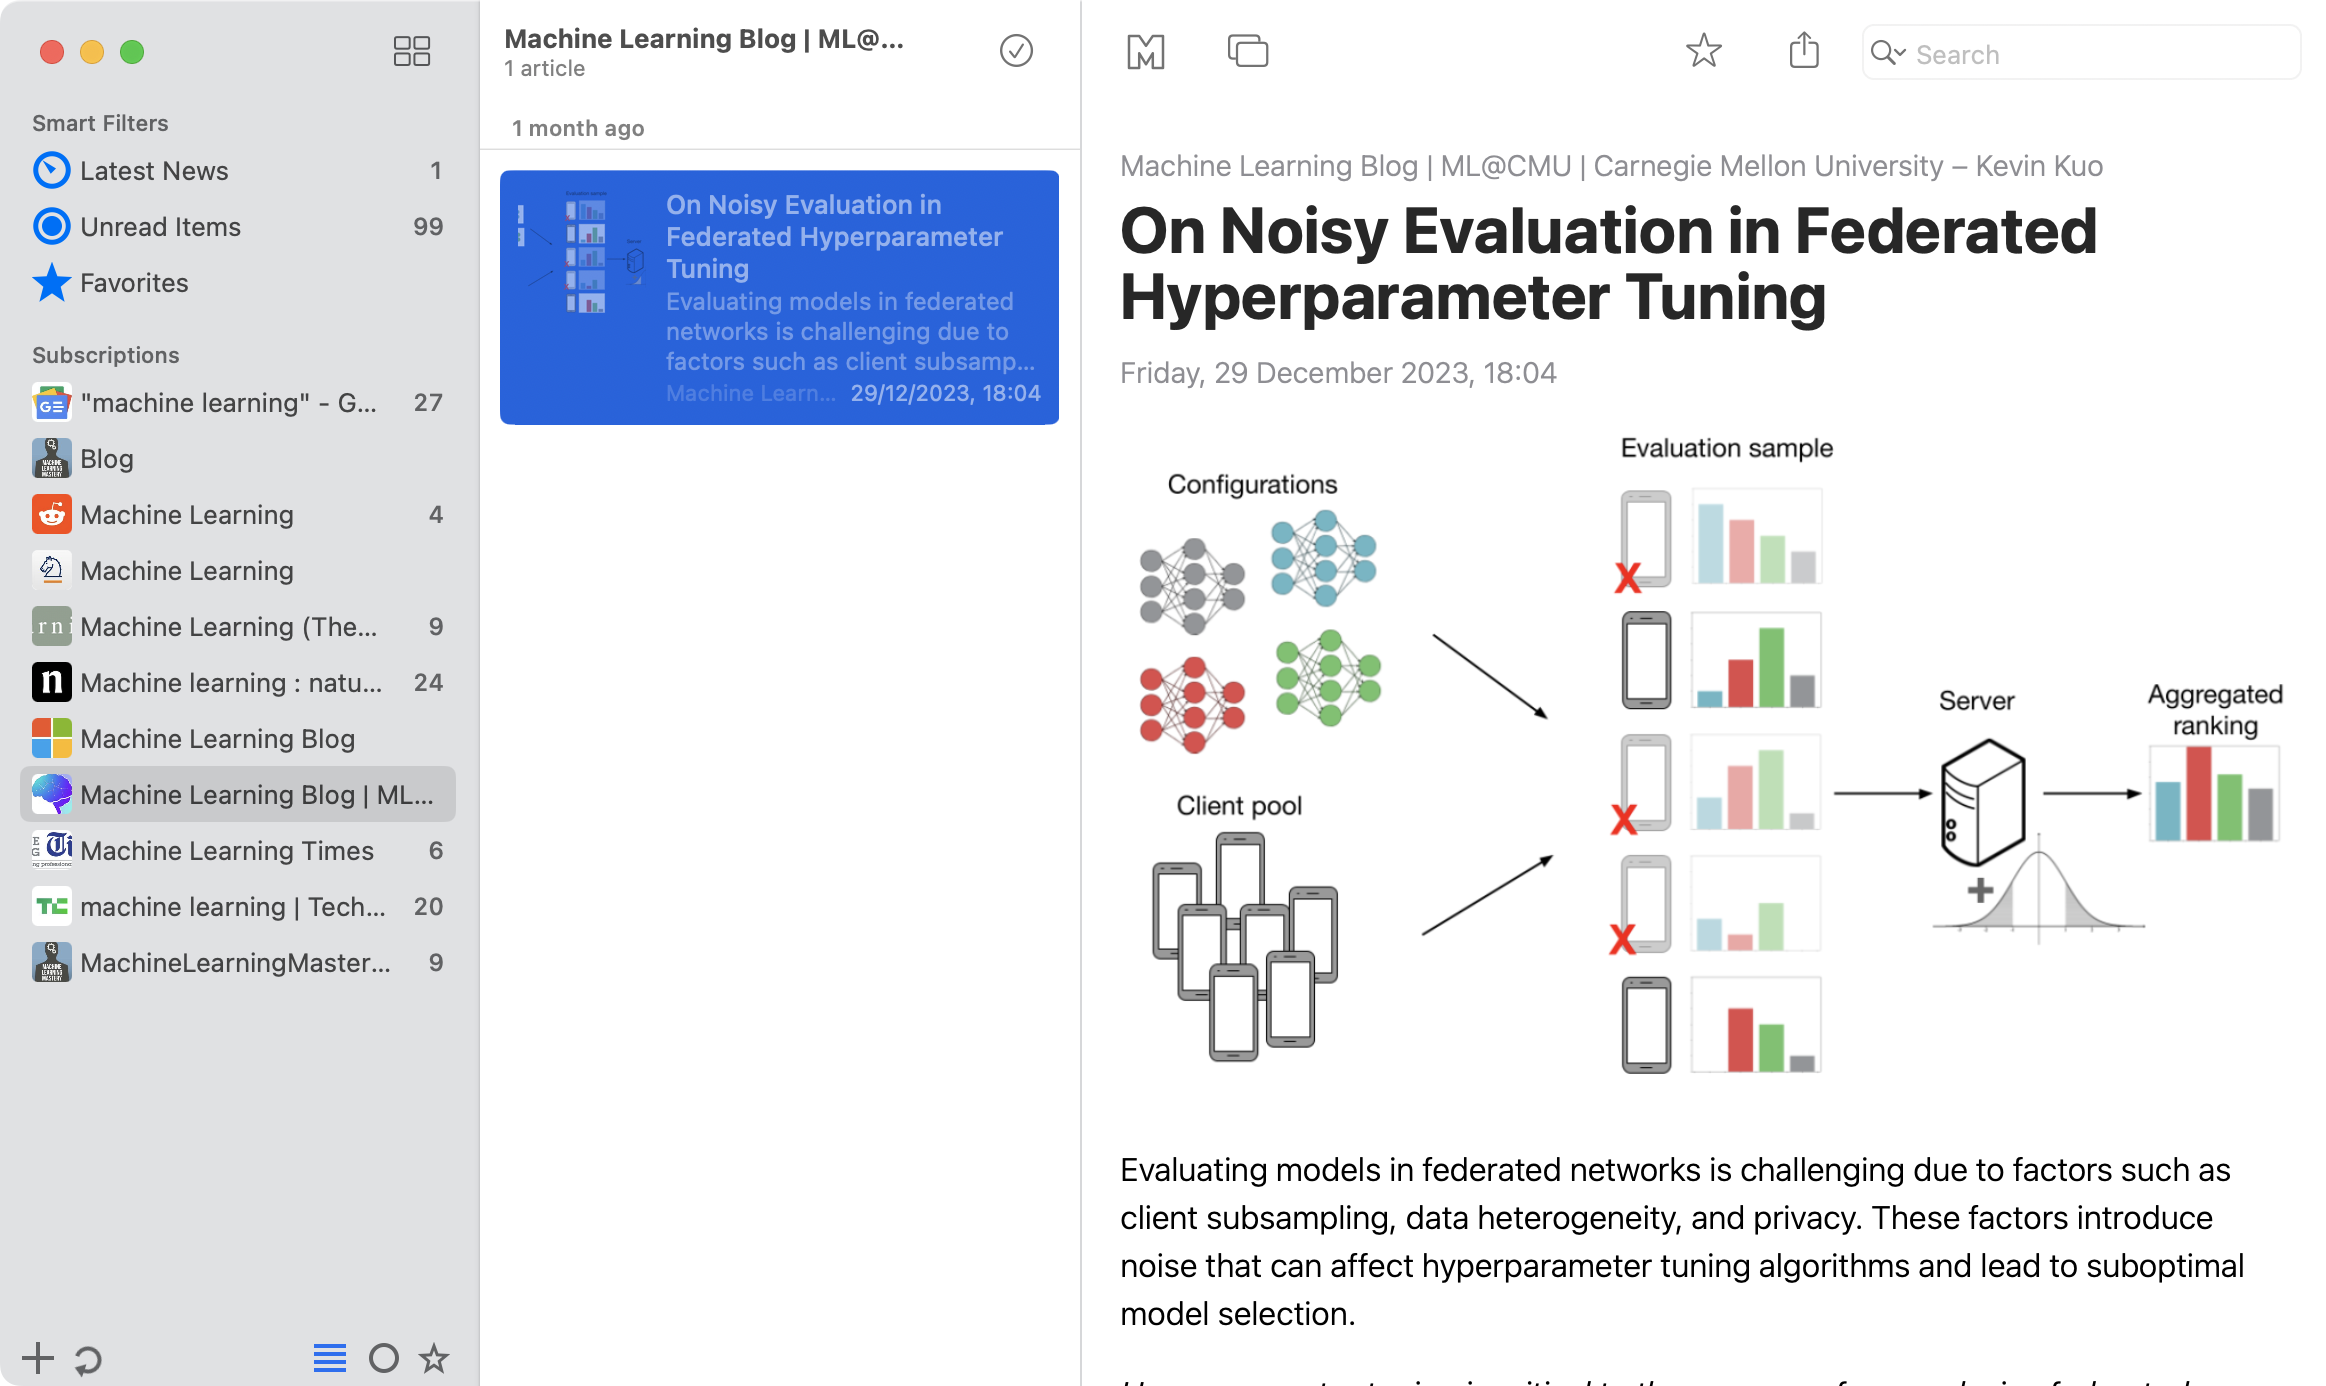 Smart Filters
Latest News 1
Unread Items 99
Favorites
Subscriptions
"machine learning" - G... 27
Blog
Machine Learning 4
Machine Learning
Machine Learning (The... 9
Machine learning : natu... 24
Machine Learning Blog
Machine Learning Blog | ML...
Machine Learning Times 6
machine learning | Tech... 20
MachineLearningMaster... 9
Machine Learning Blog | ML@...
1 article
1 month ago
On Noisy Evaluation in
Federated Hyperparameter
Tuning
Evaluating models in federated
networks is challenging due to
factors such as client subsamp...
Machine Learn... 29/12/2023, 18:04
Search
Machine Learning Blog | ML@CMU | Carnegie Mellon University – Kevin Kuo
On Noisy Evaluation in Federated
Hyperparameter Tuning
Friday, 29 December 2023, 18:04
Configurations
Client pool
Evaluation sample
Server
Aggregated
ranking
Evaluating models in federated networks is challenging due to factors such as
client subsampling, data heterogeneity, and privacy. These factors introduce
noise that can affect hyperparameter tuning algorithms and lead to suboptimal
model selection.